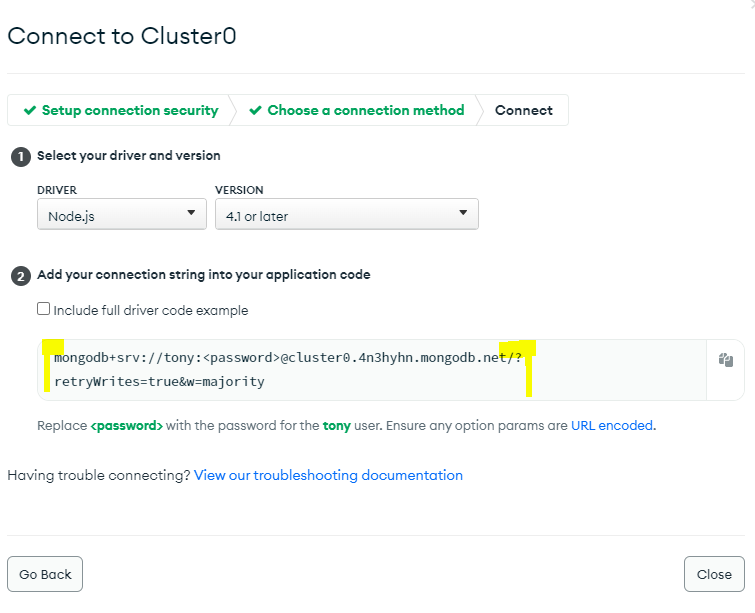 Connect to Cluster0
Setup connection security
Choose a connection method
Connect
1 Select your driver and version
DRIVER VERSION
Node.js 4.1 or later
2 Add your connection string into your application code
Include full driver code example
mongodb+srv://tony:<password>@cluster0.4n3hyhn.mongodb.net/?
retryWrites=true&w=majority
Replace <password> with the password for the tony user. Ensure any option params are URL encoded.
Having trouble connecting? View our troubleshooting documentation
Go Back Close